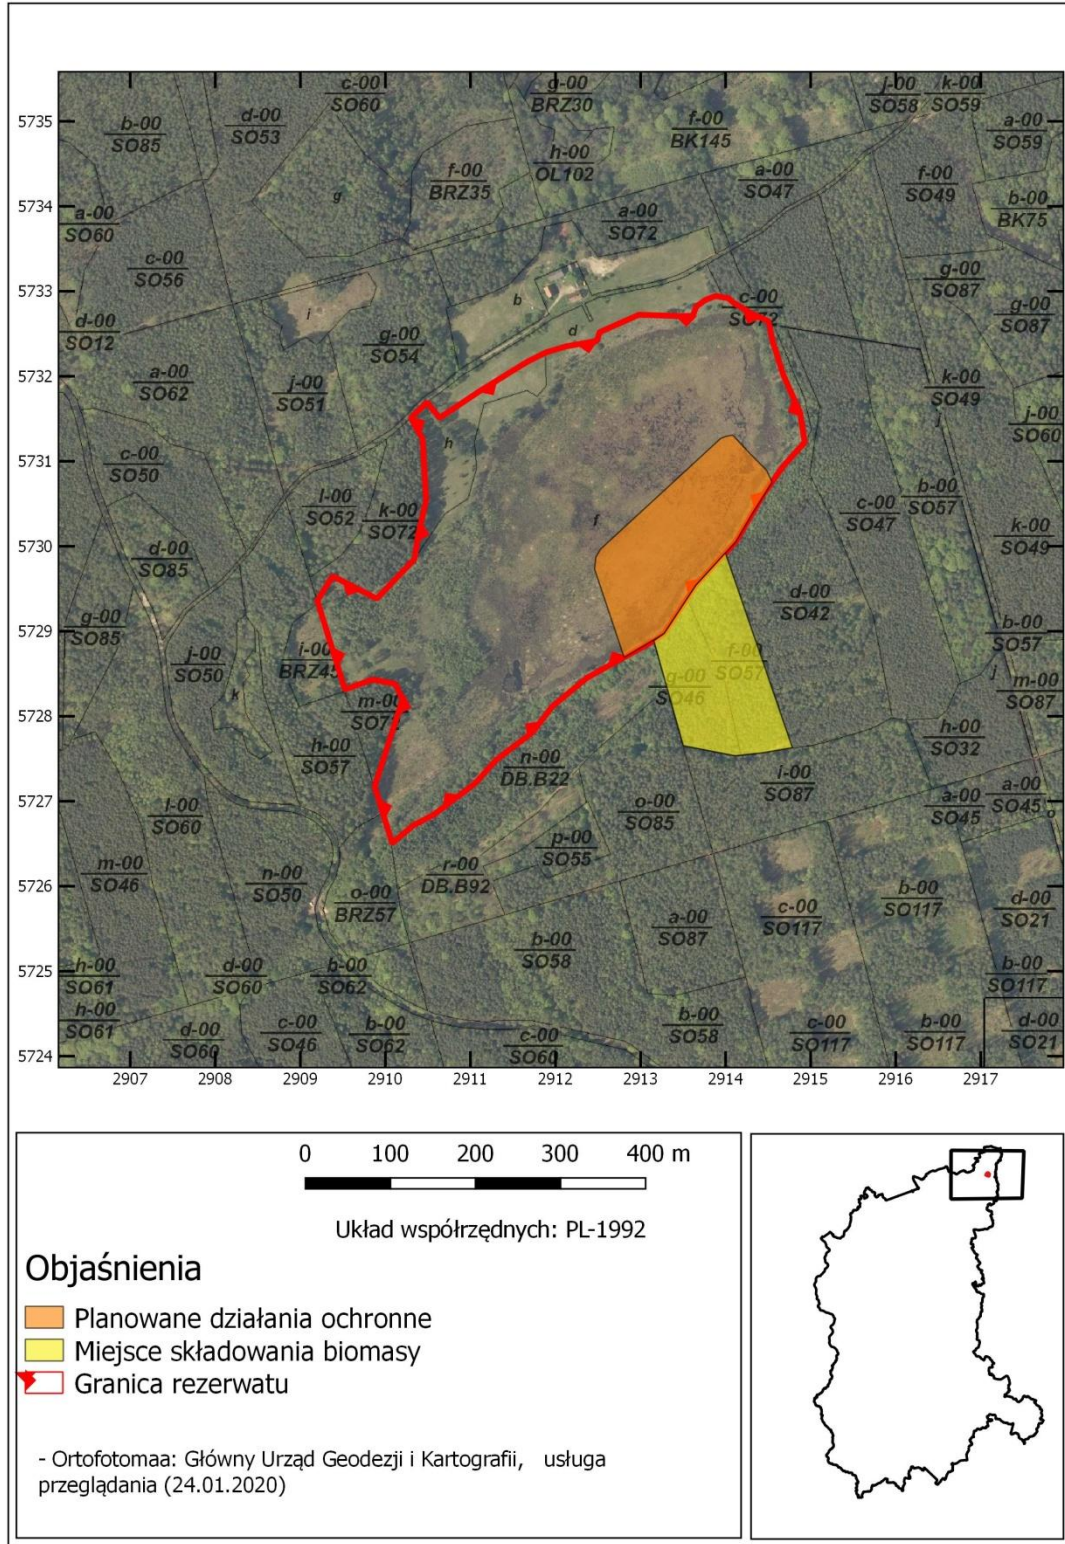 c-00
SO60
g-00
BRZ30
j-00
SO58
k-00
SO59
b-00
SO85
d-00
SO53
f-00
BK145
a-00
SO59
h-00
OL102
f-00
BRZ35
a-00
SO47
f-00
SO49
g
b-00
BK75
a-00
SO60
a-00
SO72
c-00
SO56
g-00
SO87
b
i
c-00
SO72
g-00
SO87
d-00
SO12
g-00
SO54
d
a-00
SO62
j-00
SO51
k-00
SO49
j
j-00
SO60
h
c-00
SO50
l-00
SO52
k-00
SO72
f
c-00
SO47
b-00
SO57
k-00
SO49
d-00
SO85
g-00
SO85
d-00
SO42
b-00
SO57
j-00
SO50
i-00
BRZ45
f-00
SO57
j
k
SO46
m-00
m-00
SO87
h-00
SO57
n-00
DB.B22
h-00
SO32
i-00
SO87
l-00
SO60
o-00
SO85
a-00
SO45
a-00
SO45
o
m-00
SO46
n-00
SO50
r-00
DB.B92
p-00
SO55
o-00
BRZ57
b-00
SO117
d-00
SO21
c-00
SO117
a-00
SO87
b-00
SO58
h-00
SO61
d-00
SO60
b-00
SO62
b-00
SO117
h-00
SO61
d-00
SO60
c-00
SO46
b-00
SO62
c-00
SO60
b-00
SO58
c-00
SO117
b-00
SO117
d-00
SO21
5735
5734
5733
5732
5731
5730
5729
5728
5727
5726
5725
5724
2907 2908 2909 2910 2911 2912 2913 2914 2915 2916 2917
0 100 200 300 400 m
Układ współrzędnych: PL-1992
Objaśnienia
Planowane działania ochronne
Miejsce składowania biomasy
Granica rezerwatu
- Ortofotomaa: Główny Urząd Geodezji i Kartografii, usługa
przeglądania (24.01.2020)